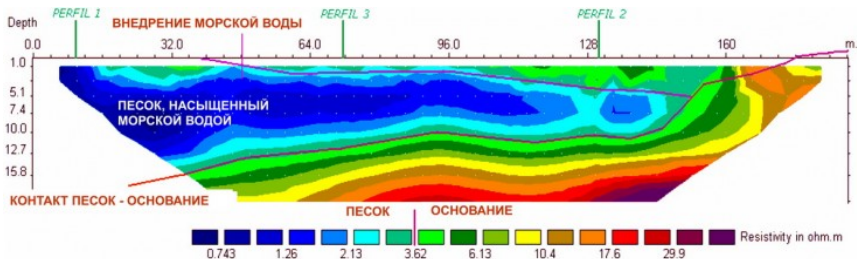 PERFIL 1
ВНЕДРЕНИЕ МОРСКОЙ ВОДЫ
PERFIL 3
PERFIL 2
Depth
0.0 32.0 64.0 96.0 128 160 m.
1.0
5.1
7.4
10.0
12.7
15.8
ПЕСОК, НАСЫЩЕННЫЙ
МОРСКОЙ ВОДОЙ
КОНТАКТ ПЕСОК - ОСНОВАНИЕ
ПЕСОК ОСНОВАНИЕ
Resistivity in ohm.m
0.743 1.26 2.13 3.62 6.13 10.4 17.6 29.9